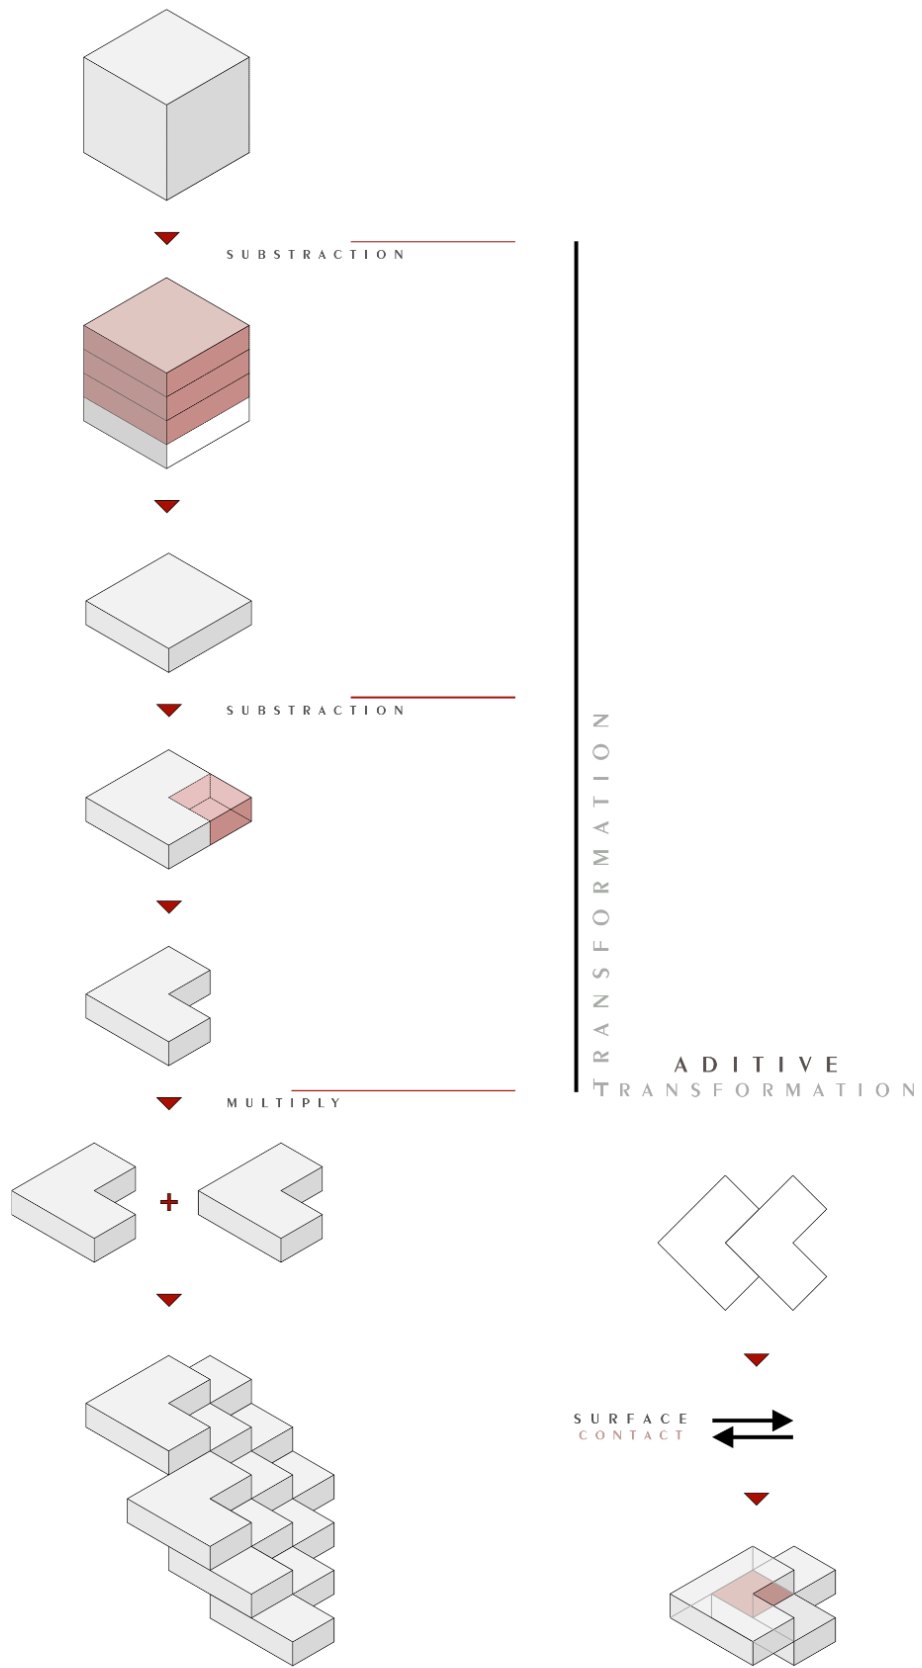 SUBSTRACTION
SUBSTRACTION
TRANSFORMATION
ADITIVE
TRANSFORMATION
MULTIPLY
+
SURFACE
CONTACT